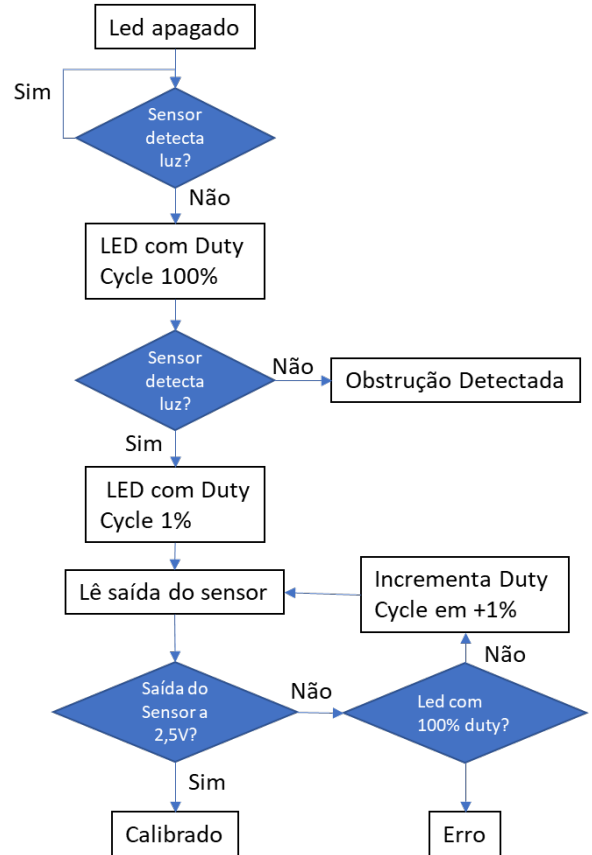 Led apagado
Sim
Sensor
detecta
luz?
Não
LED com Duty
Cycle 100%
Sensor
detecta
luz?
Não
Obstrução Detectada
Sim
LED com Duty
Cycle 1%
Lê saída do sensor
Incrementa Duty
Cycle em +1%
Não
Saída do
Sensor a
2,5V?
Não
Led com
100% duty?
Sim
Calibrado
Erro